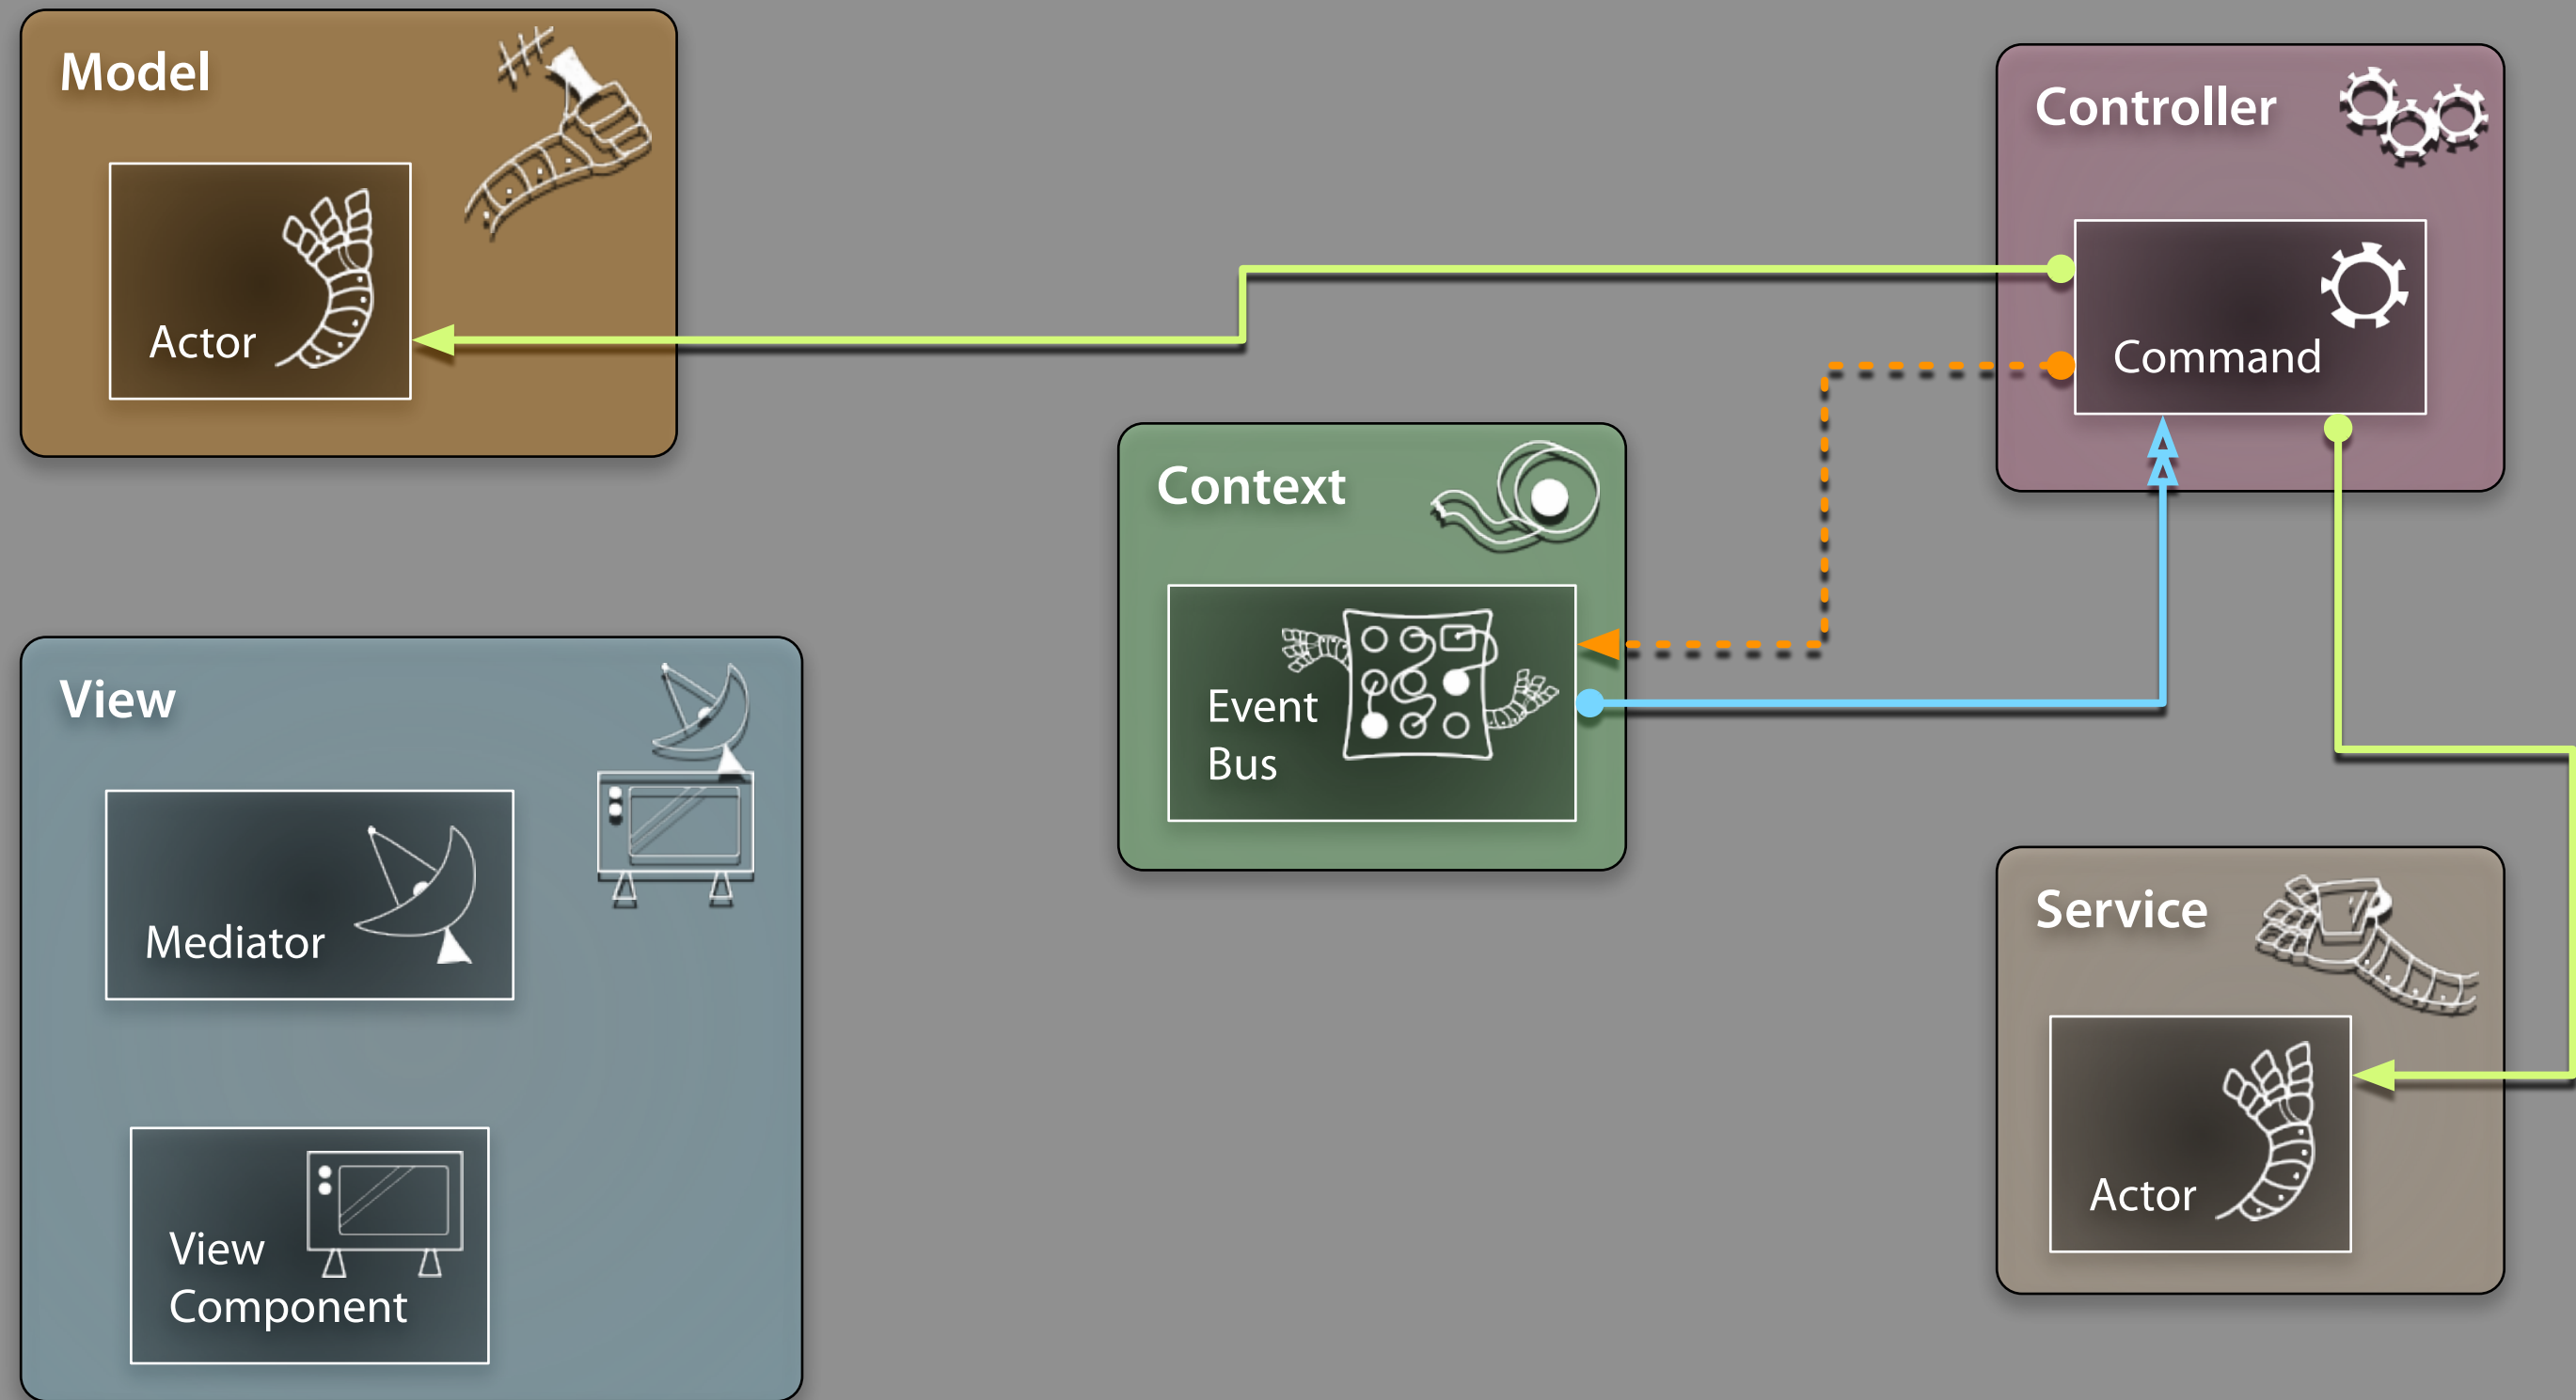 Model
Actor
Controller
Command
Context
Event
Bus
View
Mediator
View
Component
Service
Actor